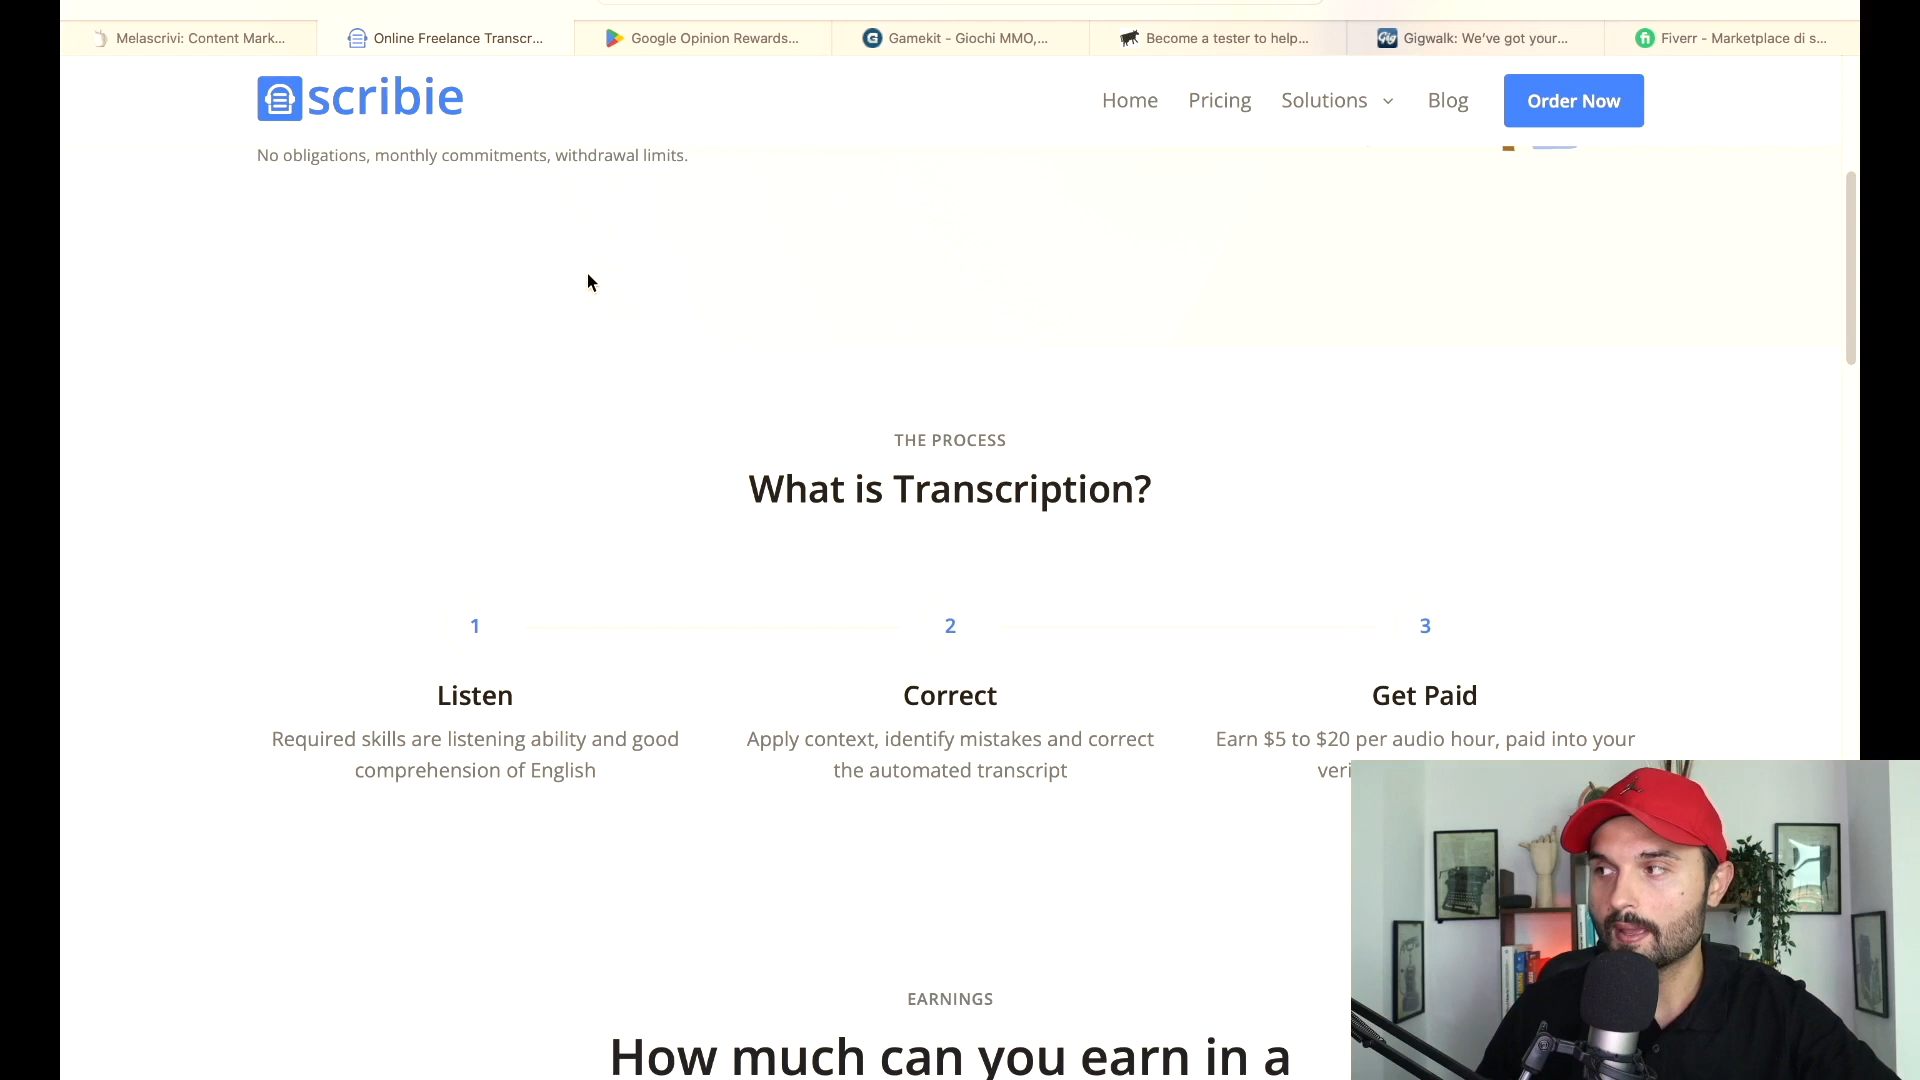 Melascrivi: Content Mark...
Online Freelance Transcr...
Google Opinion Rewards...
Gamekit - Giochi MMO,...
Become a tester to help...
Gigwalk: We've got your...
Fiverr - Marketplace di s...
scribie
Home
Pricing
Solutions
Blog
Order Now
No obligations, monthly commitments, withdrawal limits.
THE PROCESS
What is Transcription?
1
2
3
Listen
Correct
Get Paid
Required skills are listening ability and good
comprehension of English
Apply context, identify mistakes and correct
the automated transcript
Earn $5 to $20 per audio hour, paid into your
EARNINGS
How much can you earn in a